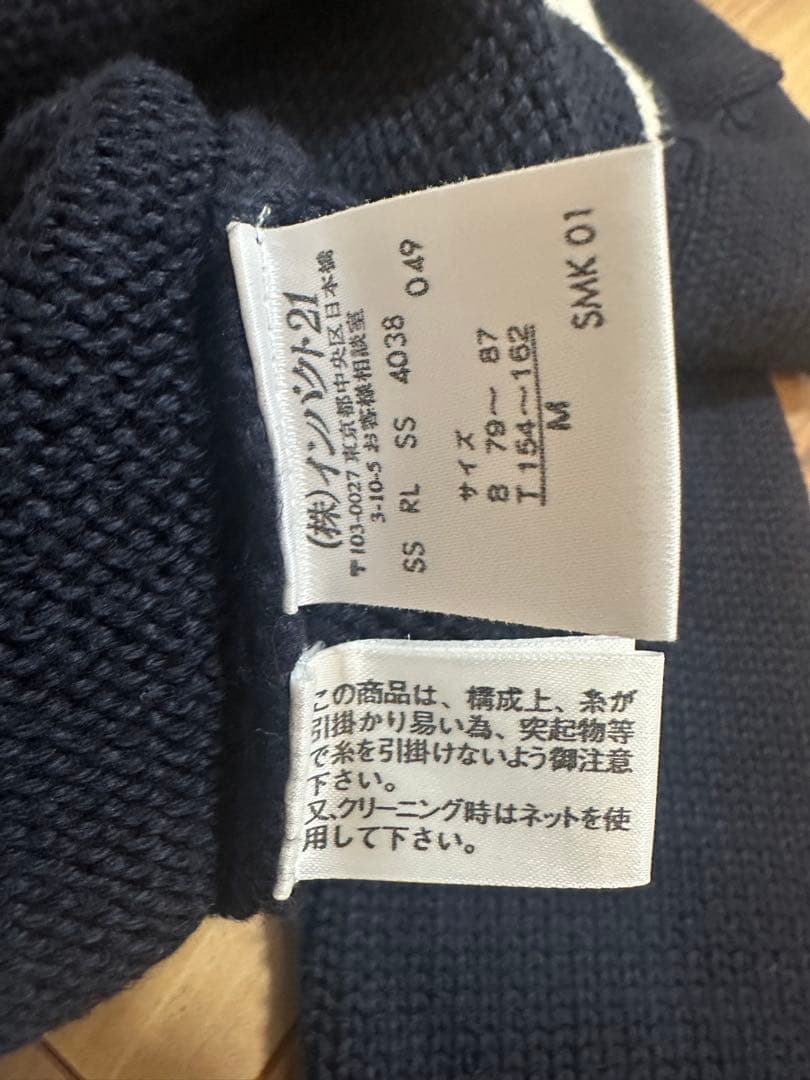 (株)インパクト21
〒103-0027 東京都中央区日本橋
3-10-5 お客様相談室
SS RL SS 4038 049
サイズ
B 79〜 87
T 154〜162
M
SMK 01
この商品は、構成上、糸が
引掛かり易い為、突起物等
で糸を引掛けないよう御注意
下さい。
又、クリーニング時はネットを使
用して下さい。